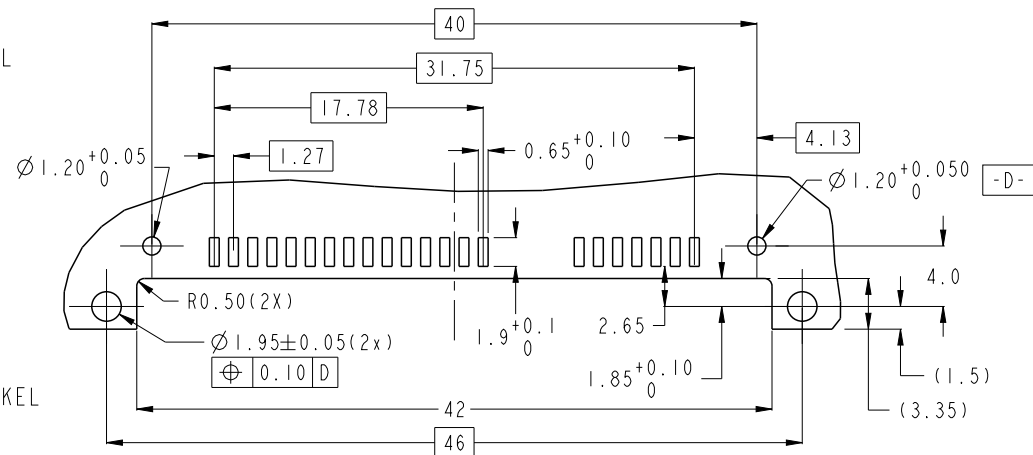 40
L
31.75
17.78
Ø1.20 +0.05 0
1.27
0.65 +0.10 0
4.13
Ø1.20 +0.050 0
-D-
4.0
R0.50(2X)
Ø1.95±0.05(2x)
⌖ 0.10 D
1.9 +0.1 0
2.65
1.85 +0.10 0
(1.5)
(3.35)
KEL
42
46